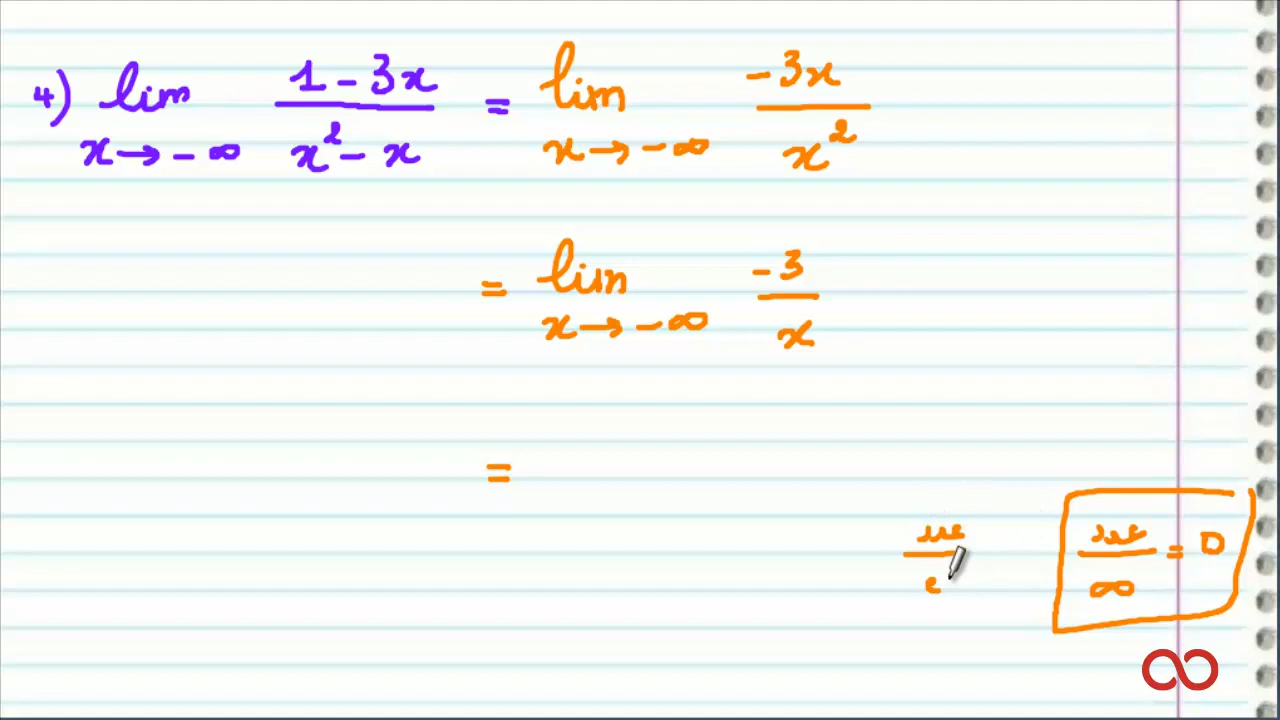 4) lim x→-∞ (1-3x)/(x²-x) = lim x→-∞ (-3x)/(x²)
= lim x→-∞ (-3)/(x)
=
/∞ = 0